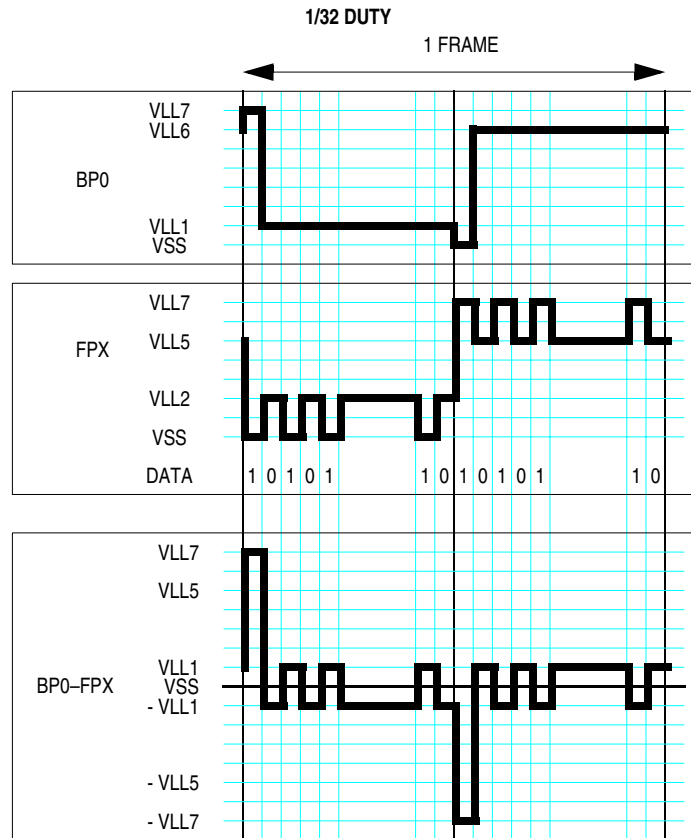 1/32 DUTY
1 FRAME
VLL7
VLL6
BP0
VLL1
VSS
VLL7
FPX
VLL5
VLL2
VSS
DATA 1 0 1 0 1 1 0 1 0 1 0 1 1 0
VLL7
VLL5
VLL1
BP0–FPX VSS
- VLL1
- VLL5
- VLL7